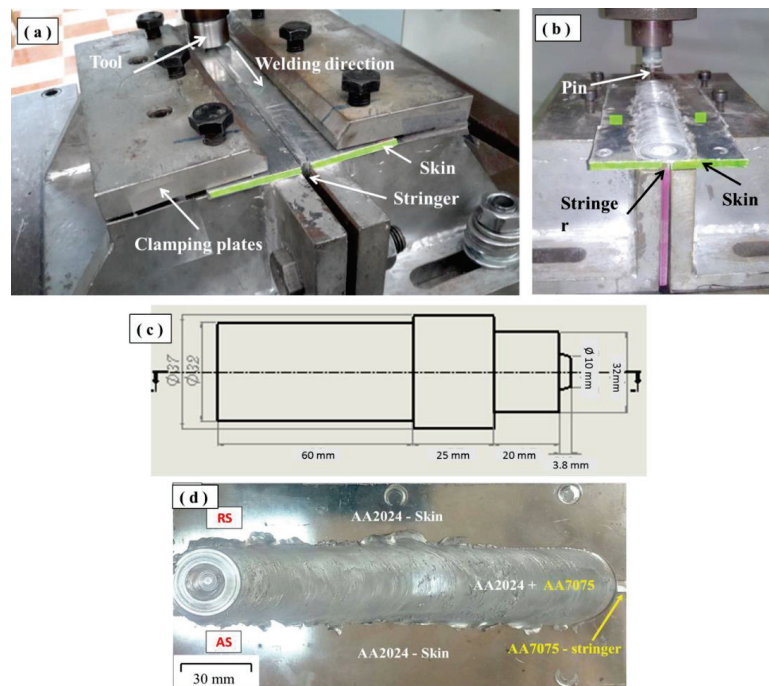 ( a )
Tool
Welding direction
Skin
Stringer
Clamping plates
( b )
Pin
Stringe
r
Skin
( c )
Ø37
Ø32
Ø 10 mm
32mm
60 mm
25 mm
20 mm
3.8 mm
( d )
RS
AA2024 - Skin
AA2024 + AA7075
AS
AA2024 - Skin
AA7075 - stringer
30 mm